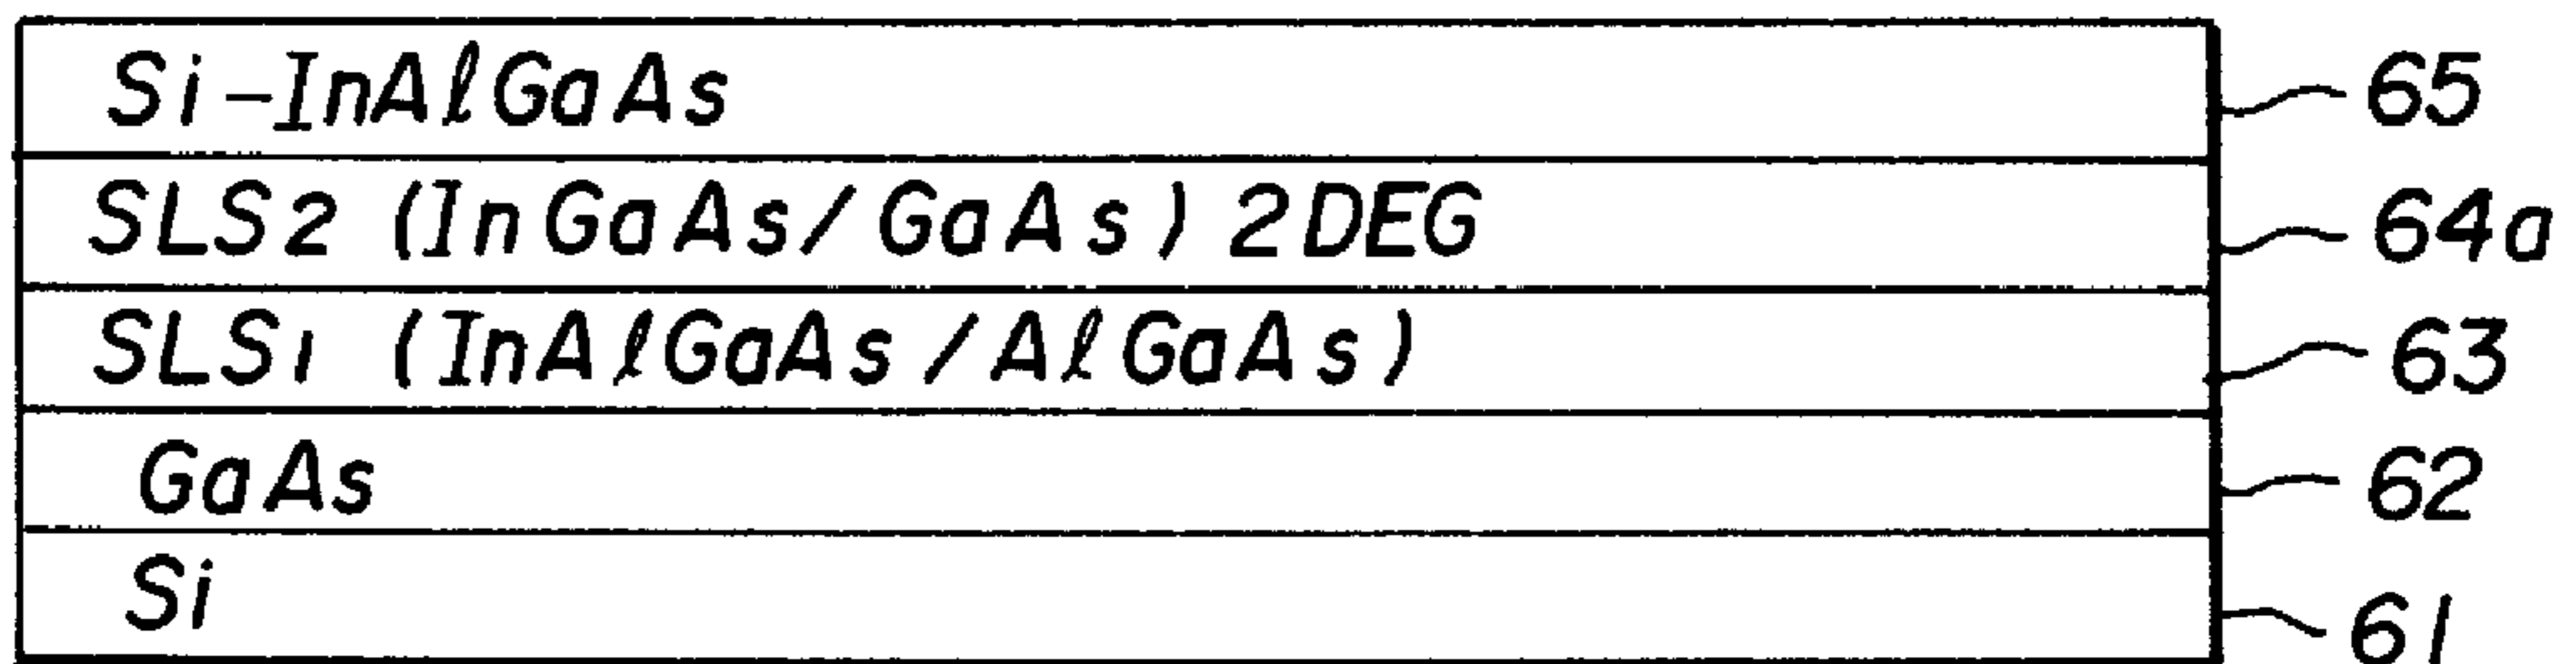 Si-InAlGaAs 65
SLS2 (InGaAs/GaAs) 2DEG 64a
SLS1 (InAlGaAs/AlGaAs) 63
GaAs 62
Si 61